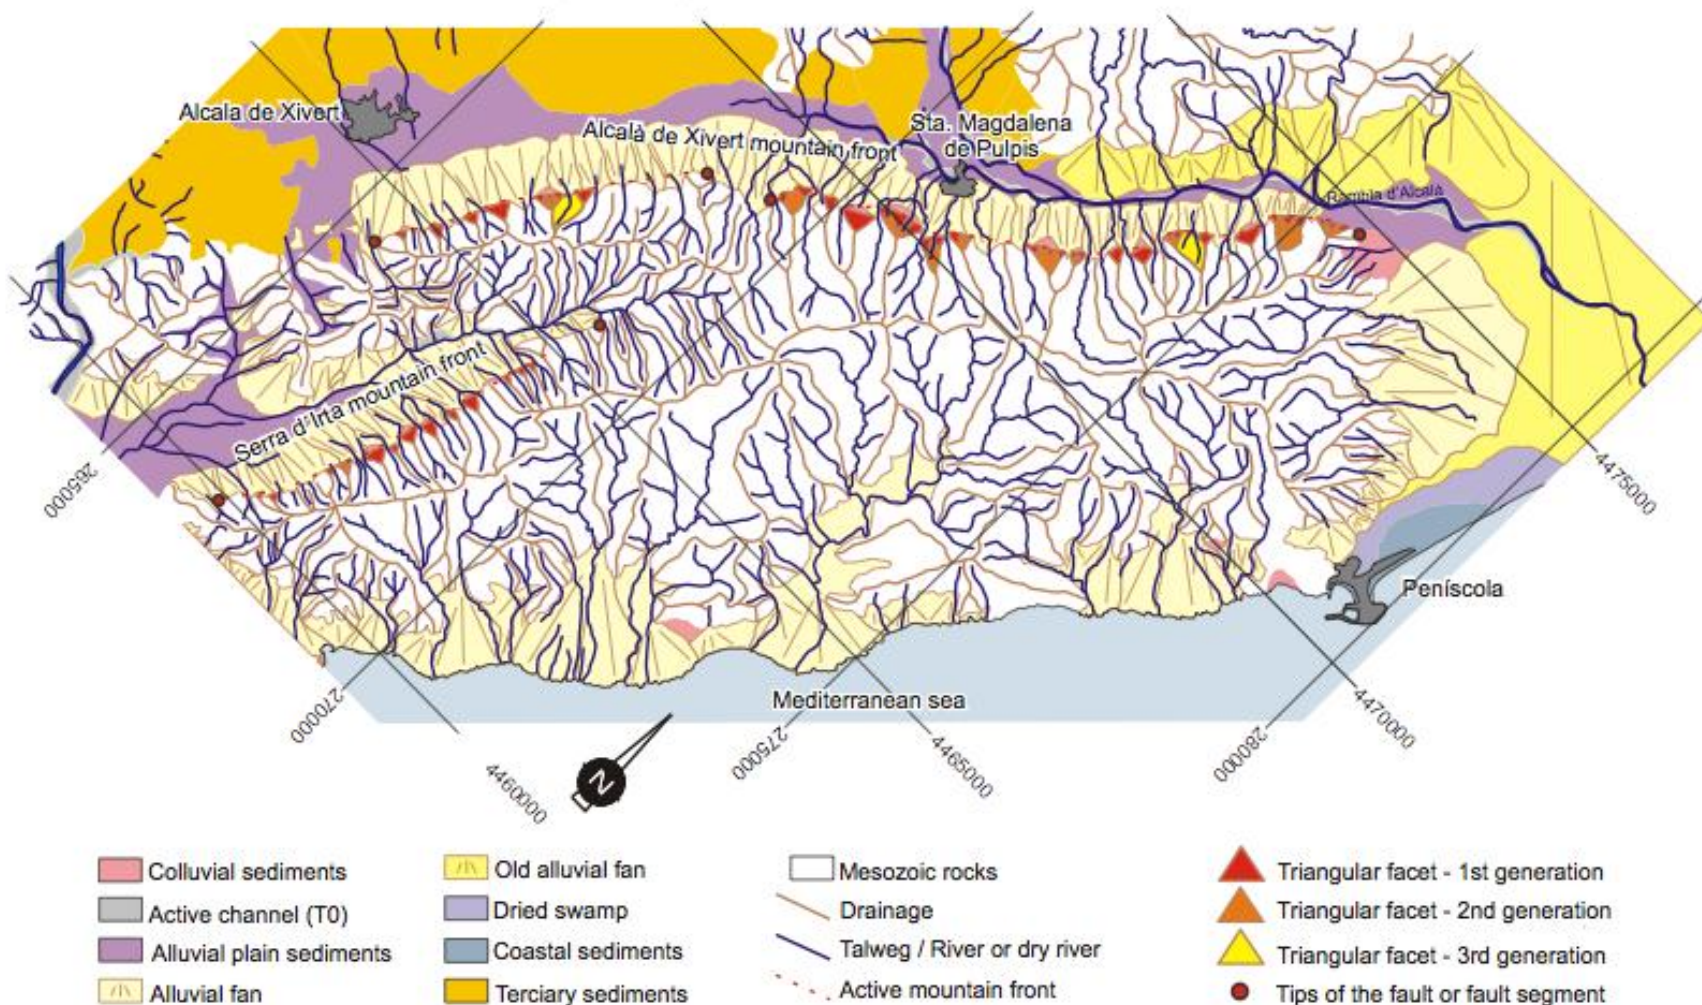 Alcala de Xivert
Alcalà de Xivert mountain front
Sta. Magdalena
de Pulpis
Rambla d'Alcalà
Serra d'Irta mountain front
265000
4475000
Peníscola
Mediterranean sea
270000
4460000
275000
4465000
280000
4470000
N
Colluvial sediments
Active channel (T0)
Alluvial plain sediments
Alluvial fan
Old alluvial fan
Dried swamp
Coastal sediments
Terciary sediments
Mesozoic rocks
Drainage
Talweg / River or dry river
Active mountain front
Triangular facet - 1st generation
Triangular facet - 2nd generation
Triangular facet - 3rd generation
Tips of the fault or fault segment